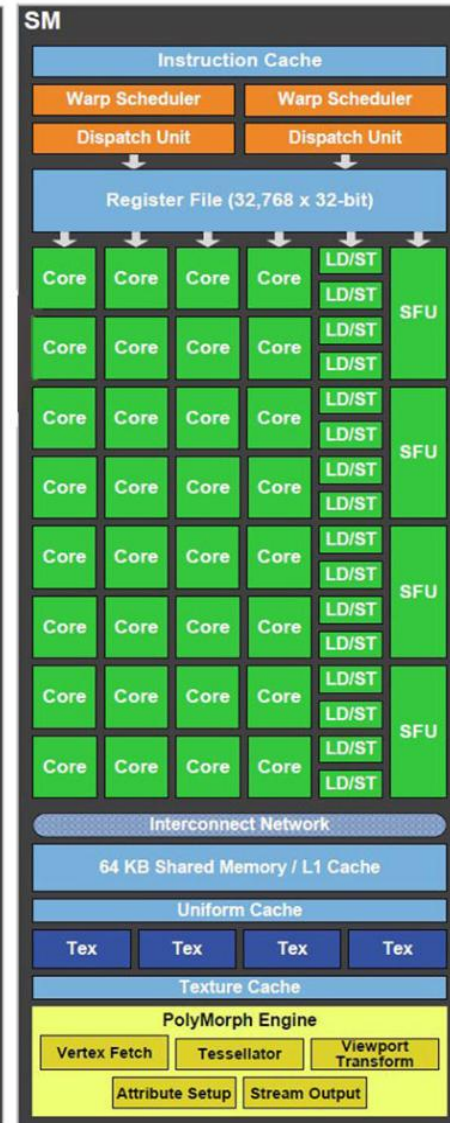 SM
Instruction Cache
Warp Scheduler Warp Scheduler
Dispatch Unit Dispatch Unit
Register File (32,768 x 32-bit)
Core Core Core Core LD/ST SFU
LD/ST
Core Core Core Core LD/ST
LD/ST
Core Core Core Core LD/ST SFU
LD/ST
Core Core Core Core LD/ST
LD/ST
Core Core Core Core LD/ST SFU
LD/ST
Core Core Core Core LD/ST
LD/ST
Core Core Core Core LD/ST SFU
LD/ST
Core Core Core Core LD/ST
LD/ST
Interconnect Network
64 KB Shared Memory / L1 Cache
Uniform Cache
Tex Tex Tex Tex
Texture Cache
PolyMorph Engine
Vertex Fetch Tessellator Viewport
Transform
Attribute Setup Stream Output